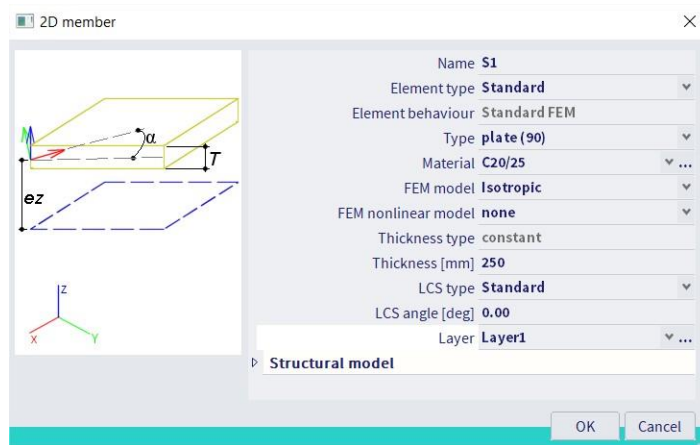 2D member
Name S1
Element type Standard
Element behaviour Standard FEM
Type plate (90)
Material C20/25 ...
FEM model Isotropic
FEM nonlinear model none
Thickness type constant
Thickness [mm] 250
LCS type Standard
LCS angle [deg] 0.00
Layer Layer1 ...
Structural model
α
T
ez
z
x
Y
OK Cancel